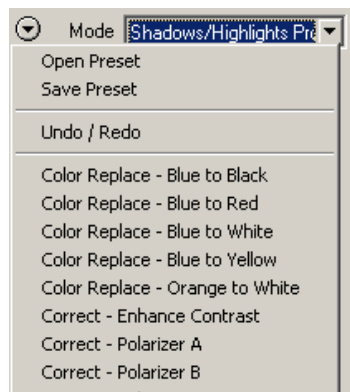 Mode Shadows/Highlights Pre
Open Preset
Save Preset
Undo / Redo
Color Replace - Blue to Black
Color Replace - Blue to Red
Color Replace - Blue to White
Color Replace - Blue to Yellow
Color Replace - Orange to White
Correct - Enhance Contrast
Correct - Polarizer A
Correct - Polarizer B